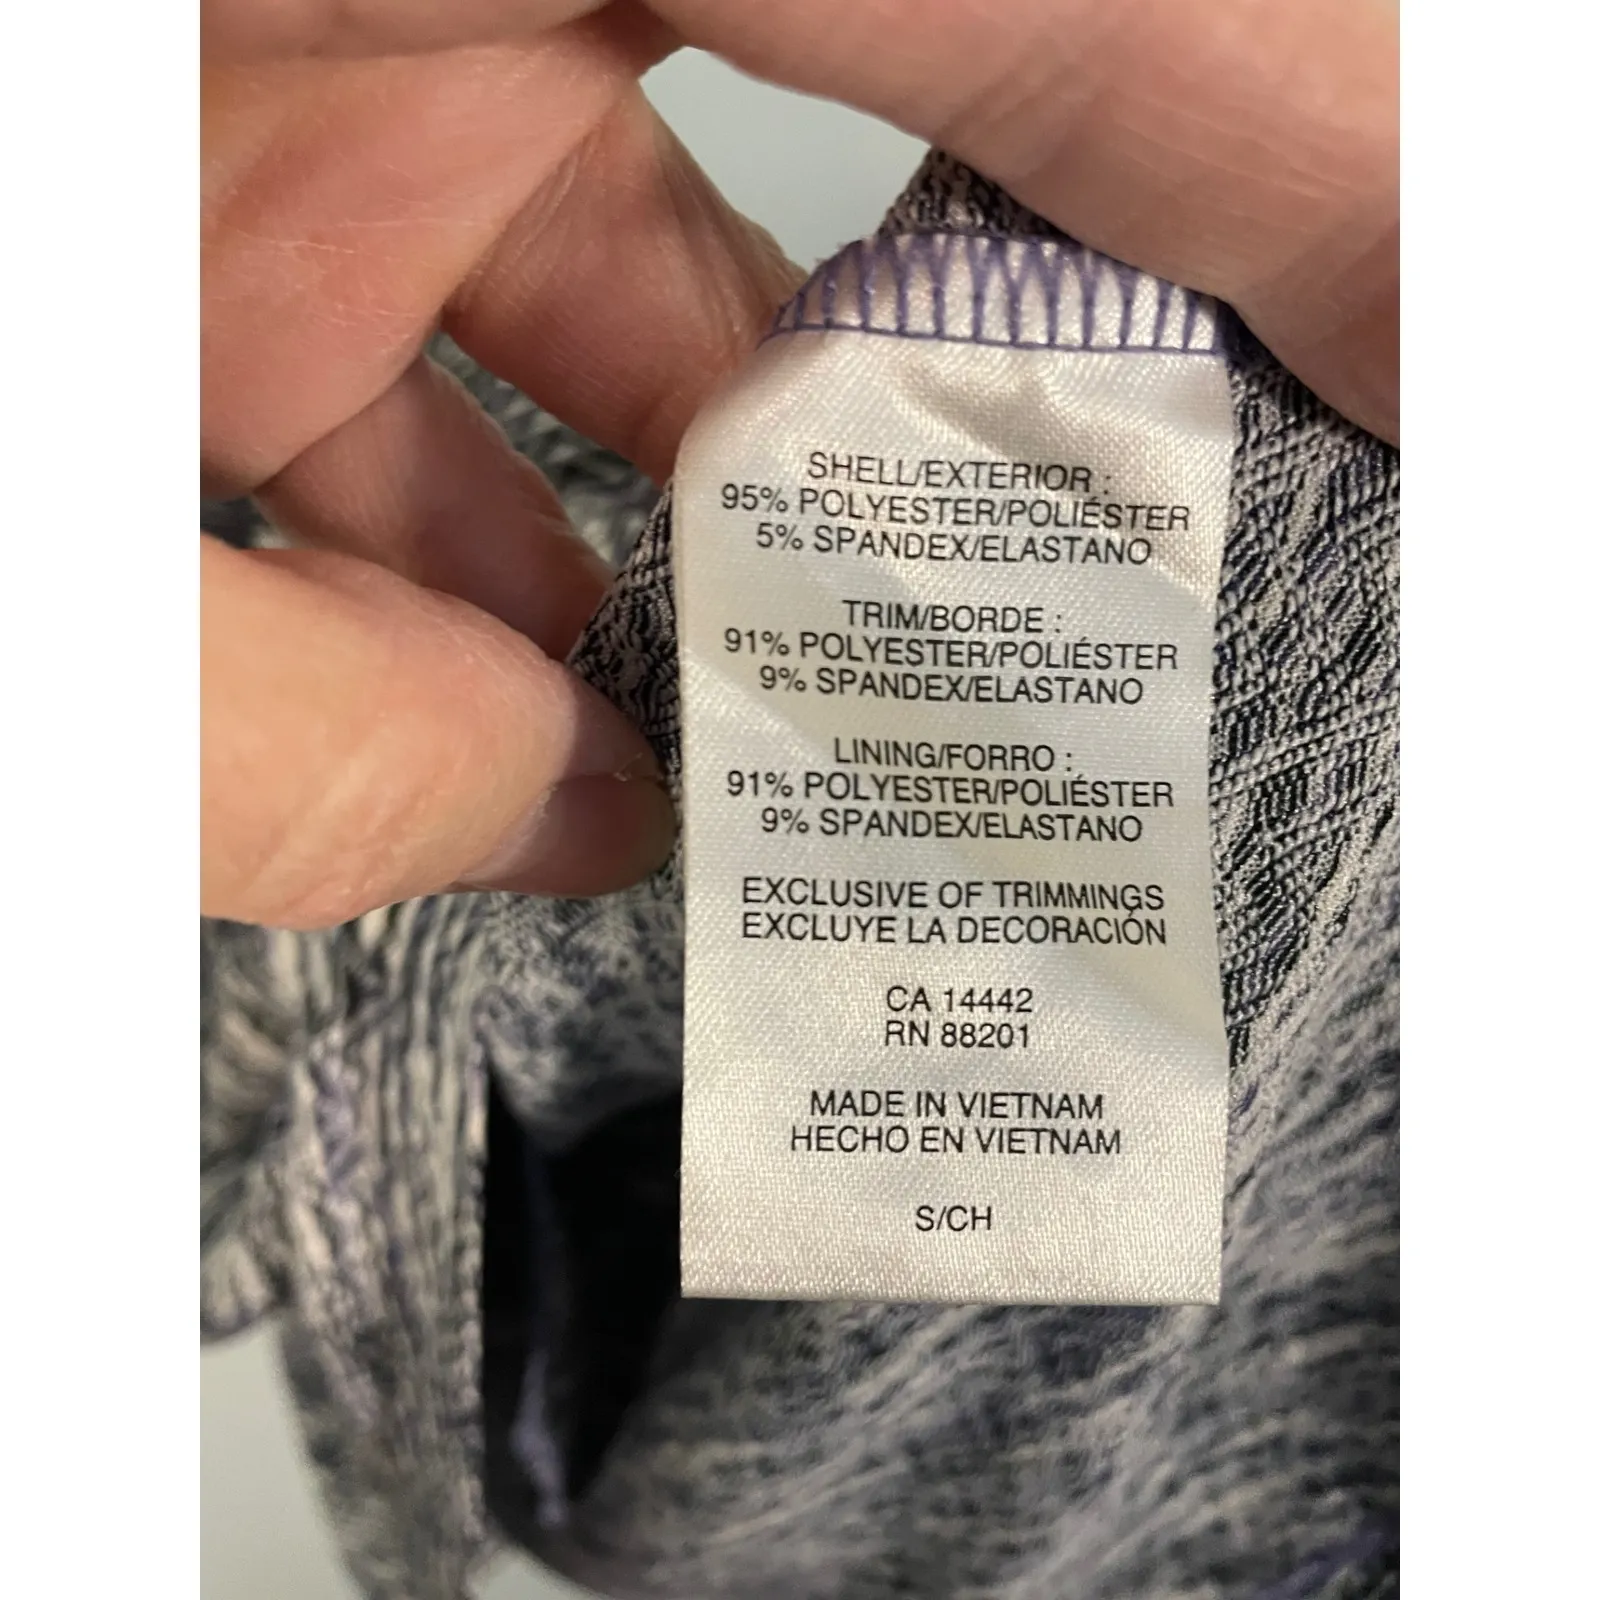 SHELL/EXTERIOR :
95% POLYESTER/POLIÉSTER
5% SPANDEX/ELASTANO
TRIM/BORDE :
91% POLYESTER/POLIÉSTER
9% SPANDEX/ELASTANO
LINING/FORRO :
91% POLYESTER/POLIÉSTER
9% SPANDEX/ELASTANO
EXCLUSIVE OF TRIMMINGS
EXCLUYE LA DECORACIÓN
CA 14442
RN 88201
MADE IN VIETNAM
HECHO EN VIETNAM
S/CH